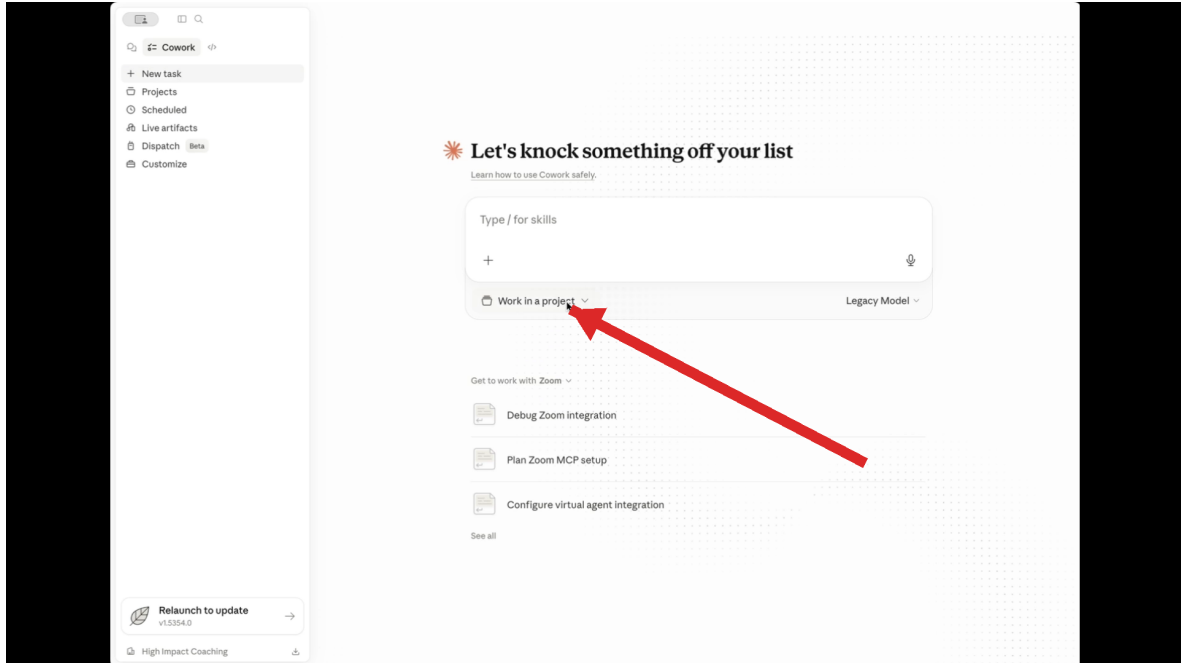 Cowork
New task
Projects
Scheduled
Live artifacts
Dispatch Beta
Customize
Let's knock something off your list
Learn how to use Cowork safely.
Type / for skills
Work in a project
Legacy Model
Get to work with Zoom
Debug Zoom integration
Plan Zoom MCP setup
Configure virtual agent integration
See all
Relaunch to update
v1.5354.0
High Impact Coaching